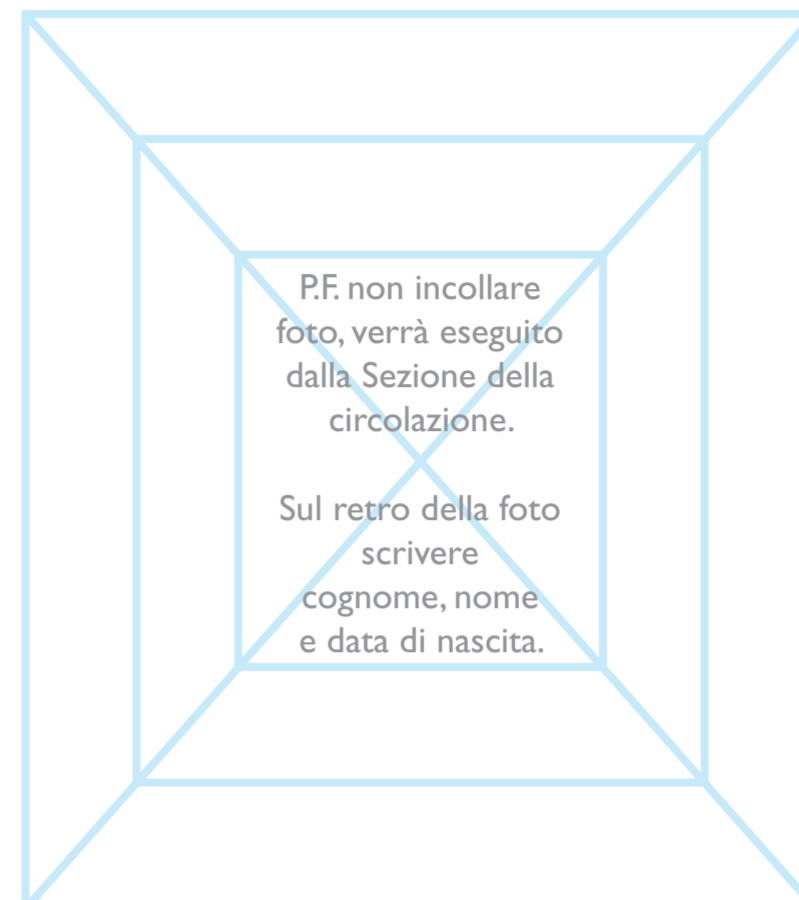 P.F. non incollare
foto, verrà eseguito
dalla Sezione della
circolazione.
Sul retro della foto
scrivere
cognome, nome
e data di nascita.